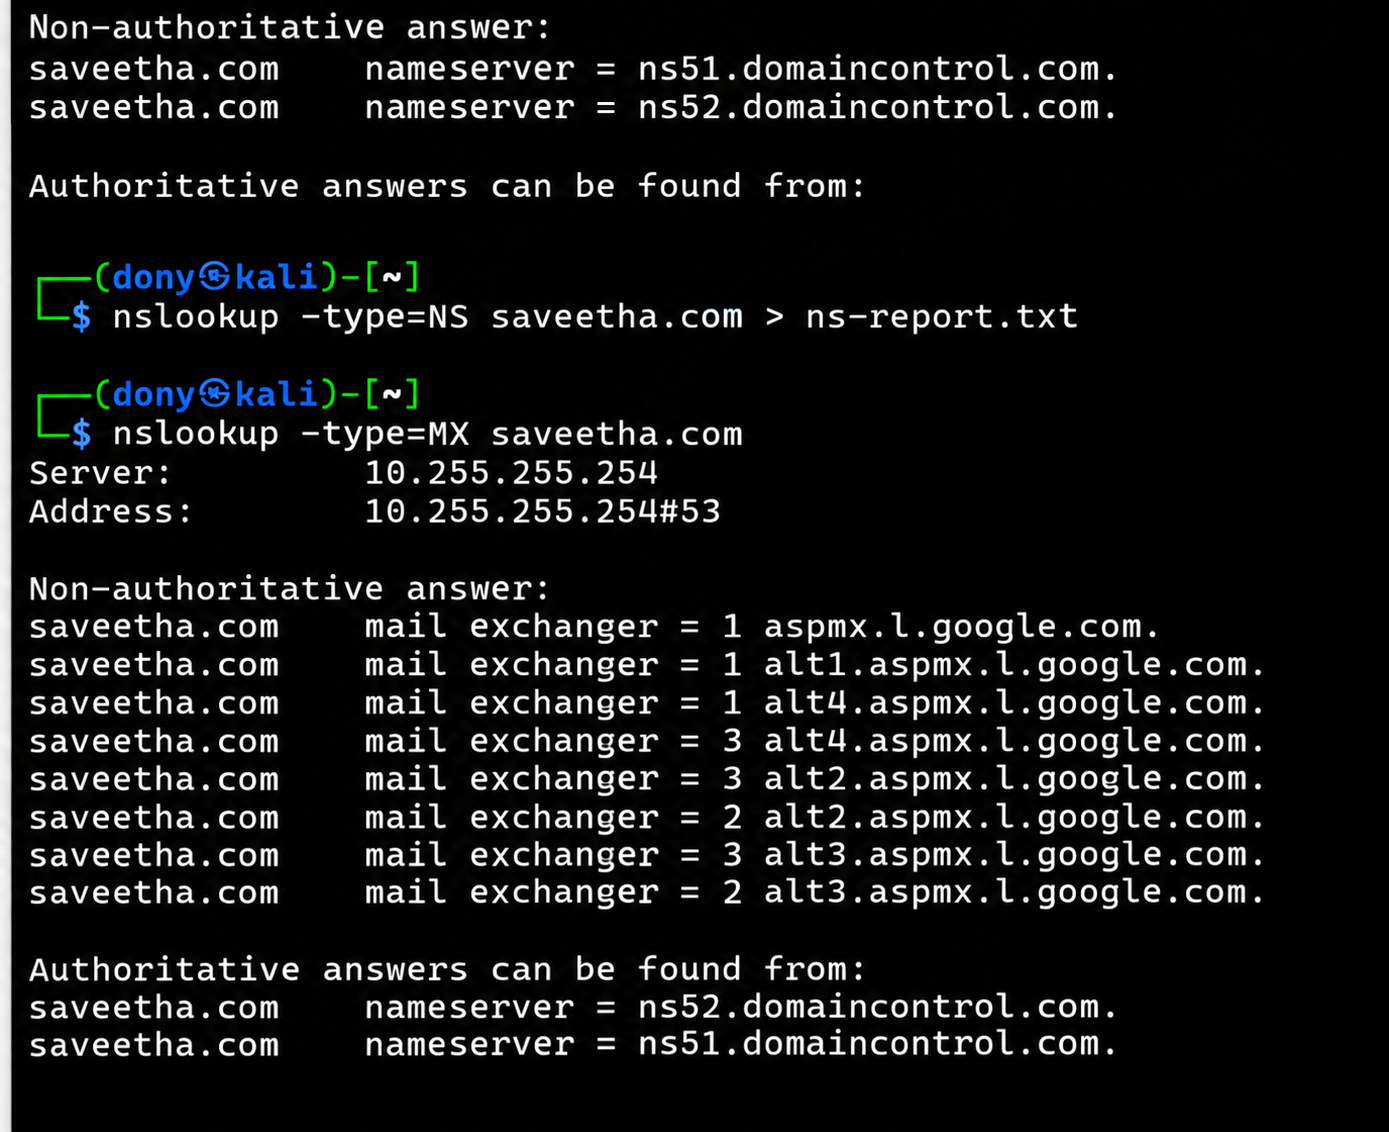 Non-authoritative answer:
saveetha.com    nameserver = ns51.domaincontrol.com.
saveetha.com    nameserver = ns52.domaincontrol.com.
Authoritative answers can be found from:
┌──(dony㉿kali)-[~]
└─$ nslookup -type=NS saveetha.com > ns-report.txt
┌──(dony㉿kali)-[~]
└─$ nslookup -type=MX saveetha.com
Server:         10.255.255.254
Address:        10.255.255.254#53
Non-authoritative answer:
saveetha.com    mail exchanger = 1 aspmx.l.google.com.
saveetha.com    mail exchanger = 1 alt1.aspmx.l.google.com.
saveetha.com    mail exchanger = 1 alt4.aspmx.l.google.com.
saveetha.com    mail exchanger = 3 alt4.aspmx.l.google.com.
saveetha.com    mail exchanger = 3 alt2.aspmx.l.google.com.
saveetha.com    mail exchanger = 2 alt2.aspmx.l.google.com.
saveetha.com    mail exchanger = 3 alt3.aspmx.l.google.com.
saveetha.com    mail exchanger = 2 alt3.aspmx.l.google.com.
Authoritative answers can be found from:
saveetha.com    nameserver = ns52.domaincontrol.com.
saveetha.com    nameserver = ns51.domaincontrol.com.